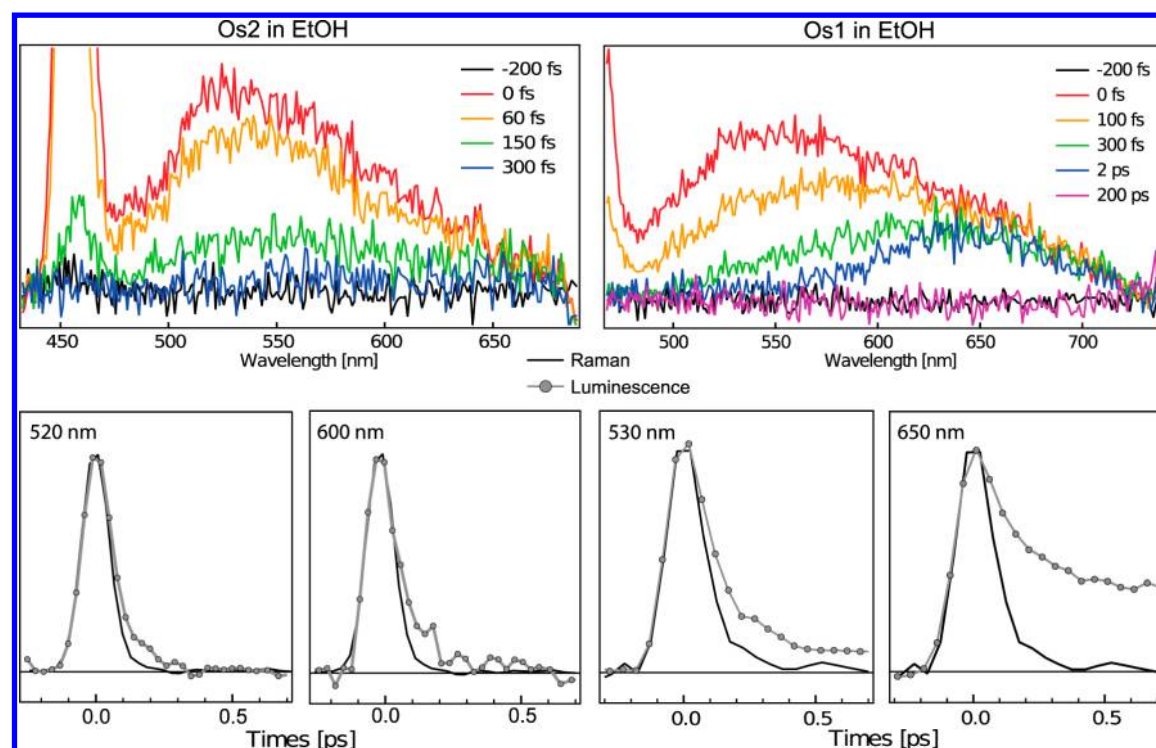 Os2 in EtOH
Os1 in EtOH
-200 fs
0 fs
60 fs
150 fs
300 fs
-200 fs
0 fs
100 fs
300 fs
2 ps
200 ps
450 500 550 600 650
500 550 600 650 700
Wavelength [nm]
Wavelength [nm]
Raman
Luminescence
520 nm
600 nm
530 nm
650 nm
0.0 0.5
0.0 0.5
0.0 0.5
0.0 0.5
Times [ps]
Times [ps]